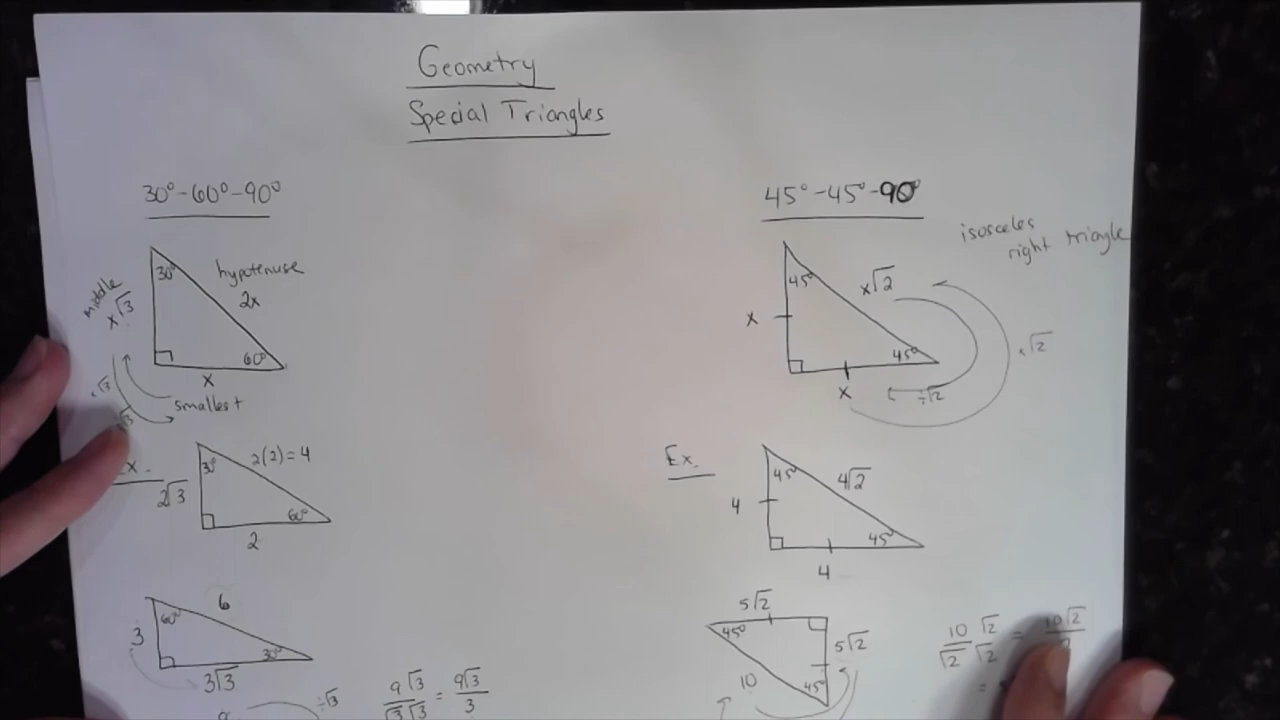 Geometry
Special Triangles
30°-60°-90°
30°
hypotenuse
2x
middle
x√3
60°
x
smallest
Ex.
30°
2(2)=4
2√3
60°
2
60°
6
3
30°
3√3
÷√3
9√3/√3√3 = 9√3/3
45°-45°-90°
isosceles
right triangle
45°
x√2
x
45°
·√2
x
÷√2
Ex.
45°
4√2
4
45°
4
5√2
45°
5√2
10
45°
10/√2 √2/√2 = 10√2
=